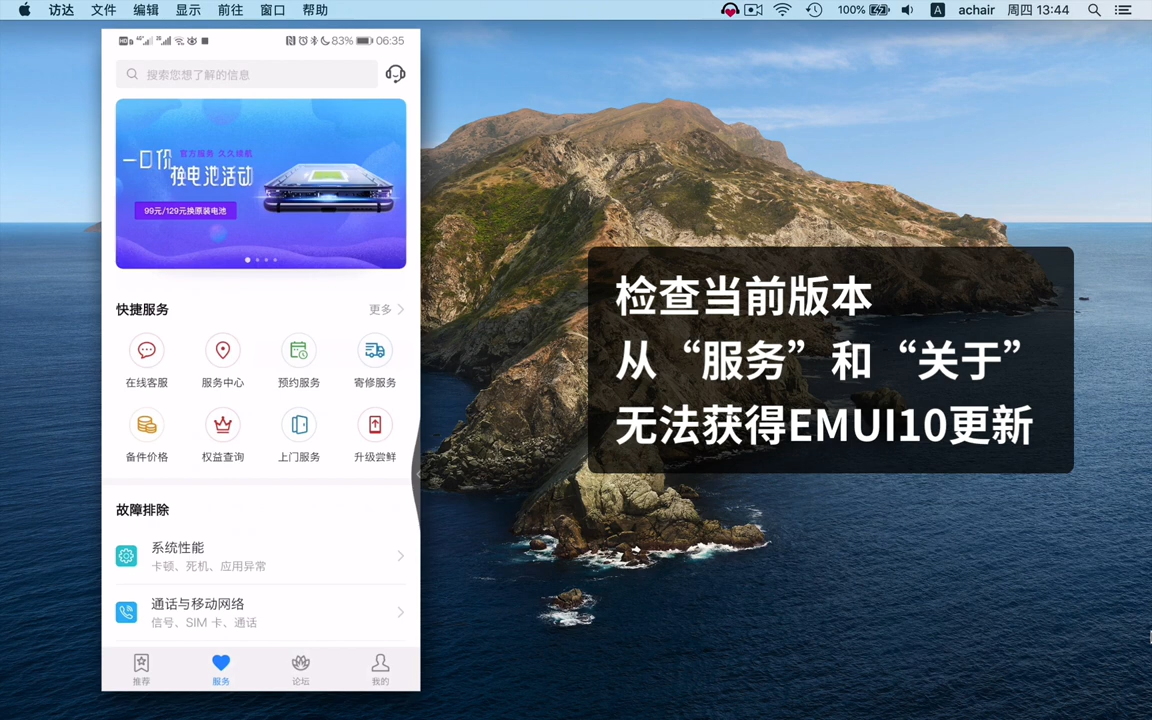 访达 文件 编辑 显示 前往 窗口 帮助
100% A achair 周四 13:44
83% 06:35
搜索您想了解的信息
官方服务 久久续航
一口价
换电池活动
99元/129元换原装电池
快捷服务 更多
在线客服 服务中心 预约服务 寄修服务
备件价格 权益查询 上门服务 升级尝鲜
故障排除
系统性能
卡顿、死机、应用异常
通话与移动网络
信号、SIM 卡、通话
推荐 服务 论坛 我的
检查当前版本
从“服务”和“关于”
无法获得EMUI10更新